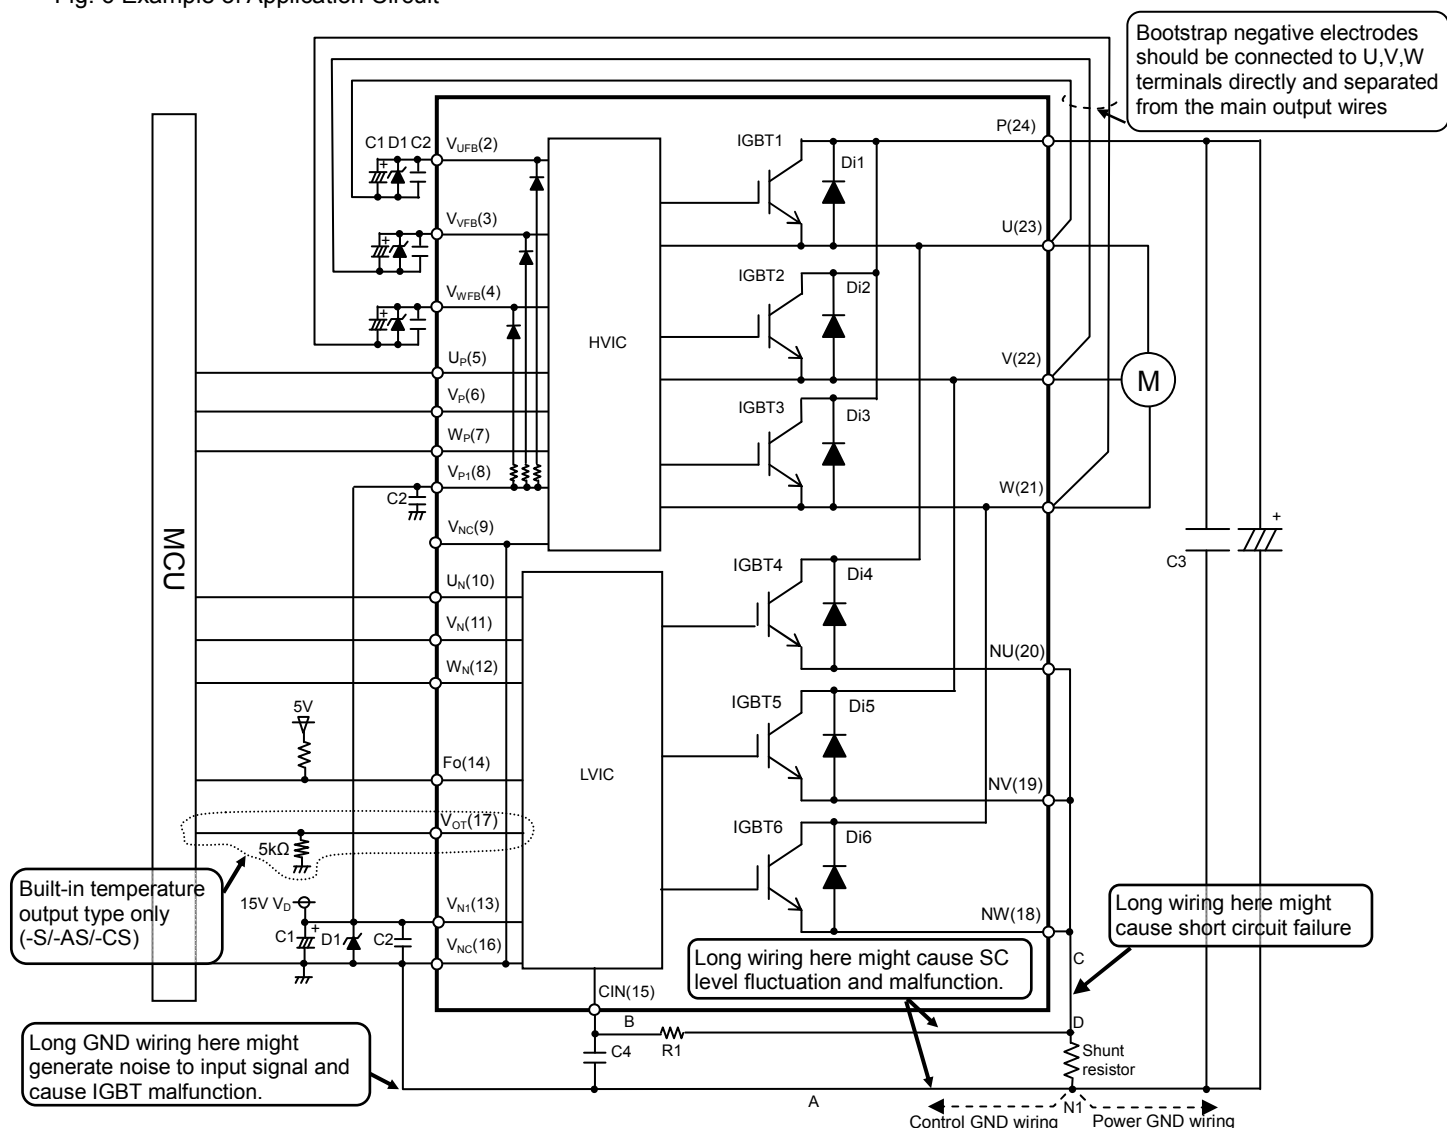 Bootstrap negative electrodes
should be connected to U,V,W
terminals directly and separated
from the main output wires
P(24)
IGBT1
C1 D1 C2
+
VUFB(2)
Di1
VVFB(3)
+
U(23)
IGBT2
Di2
VWFB(4)
+
HVIC
UP(5)
V(22)
M
VP(6)
IGBT3
Di3
WP(7)
VP1(8)
C2
W(21)
+
VNC(9)
C3
MCU
IGBT4
Di4
UN(10)
VN(11)
NU(20)
WN(12)
5V
IGBT5
Di5
Fo(14)
LVIC
NV(19)
VOT(17)
IGBT6
Di6
5kΩ
Built-in temperature
output type only
(-S/-AS/-CS)
15V VD
VN1(13)
NW(18)
Long wiring here might
cause short circuit failure
C1
+
D1
C2
VNC(16)
Long wiring here might cause SC
level fluctuation and malfunction.
C
CIN(15)
B
D
Long GND wiring here might
generate noise to input signal and
cause IGBT malfunction.
C4
R1
Shunt
resistor
A
N1
Control GND wiring
Power GND wiring